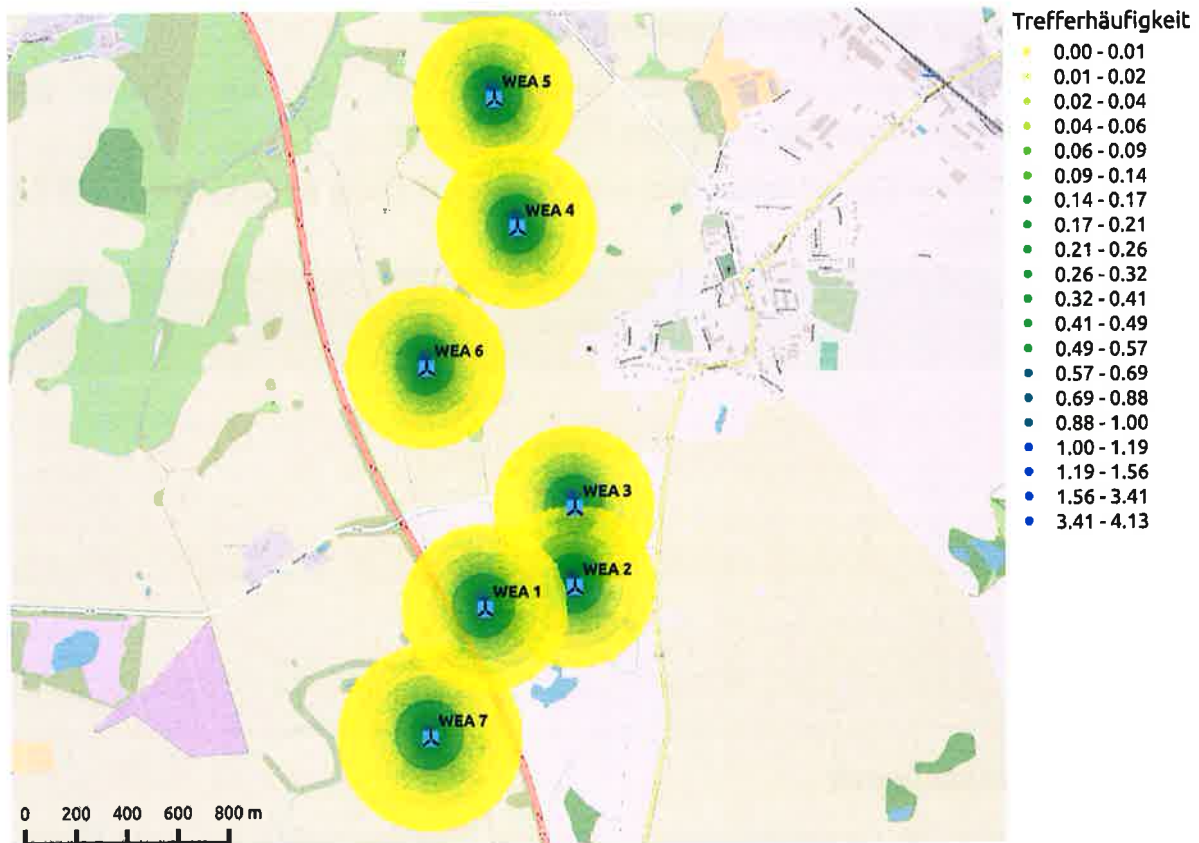 Trefferhäufigkeit
0.00 - 0.01
0.01 - 0.02
0.02 - 0.04
0.04 - 0.06
0.06 - 0.09
0.09 - 0.14
0.14 - 0.17
0.17 - 0.21
0.21 - 0.26
0.26 - 0.32
0.32 - 0.41
0.41 - 0.49
0.49 - 0.57
0.57 - 0.69
0.69 - 0.88
0.88 - 1.00
1.00 - 1.19
1.19 - 1.56
1.56 - 3.41
3.41 - 4.13
WEA 5
WEA 4
WEA 6
WEA 3
WEA 2
WEA 1
WEA 7
0 200 400 600 800 m